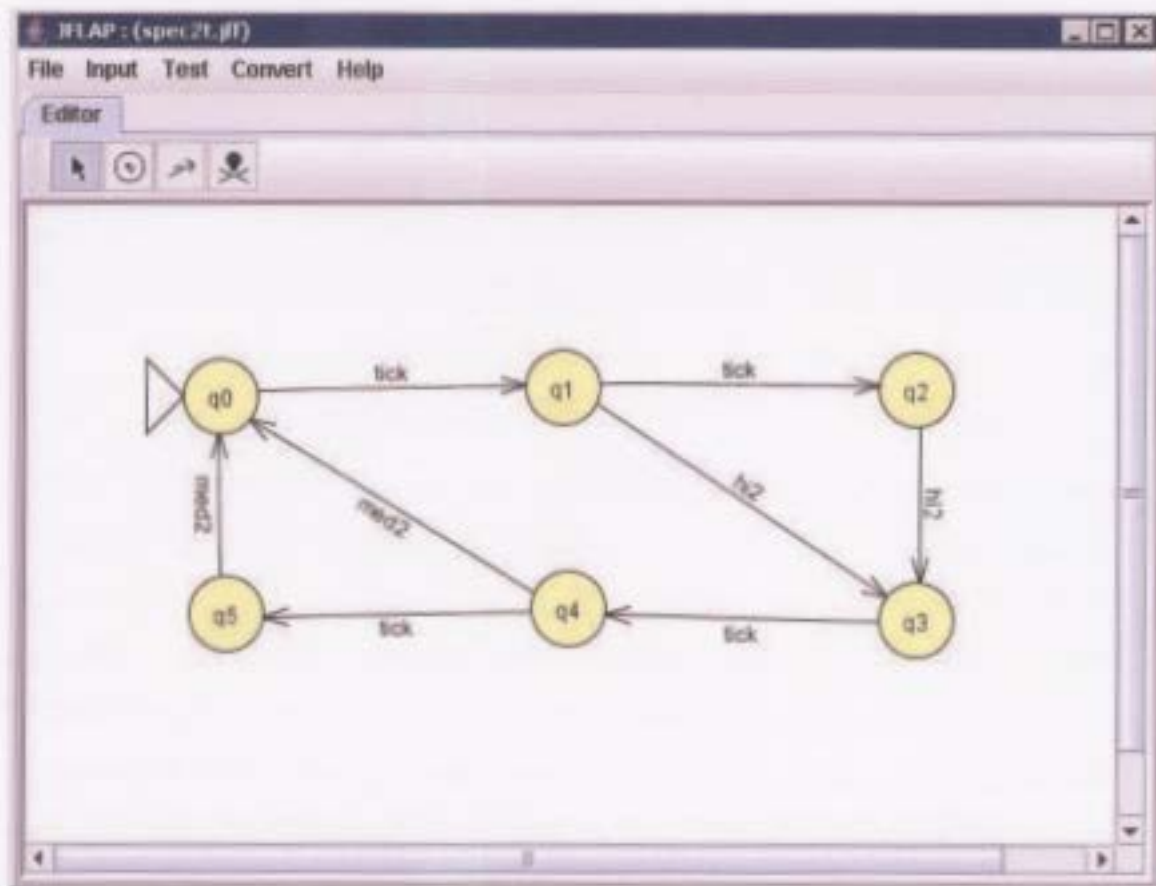 JFLAP : (spec2t.jff)
File Input Test Convert Help
Editor
tick
tick
q0
q1
q2
med2
med2
hi2
hi2
q5
q4
q3
tick
tick